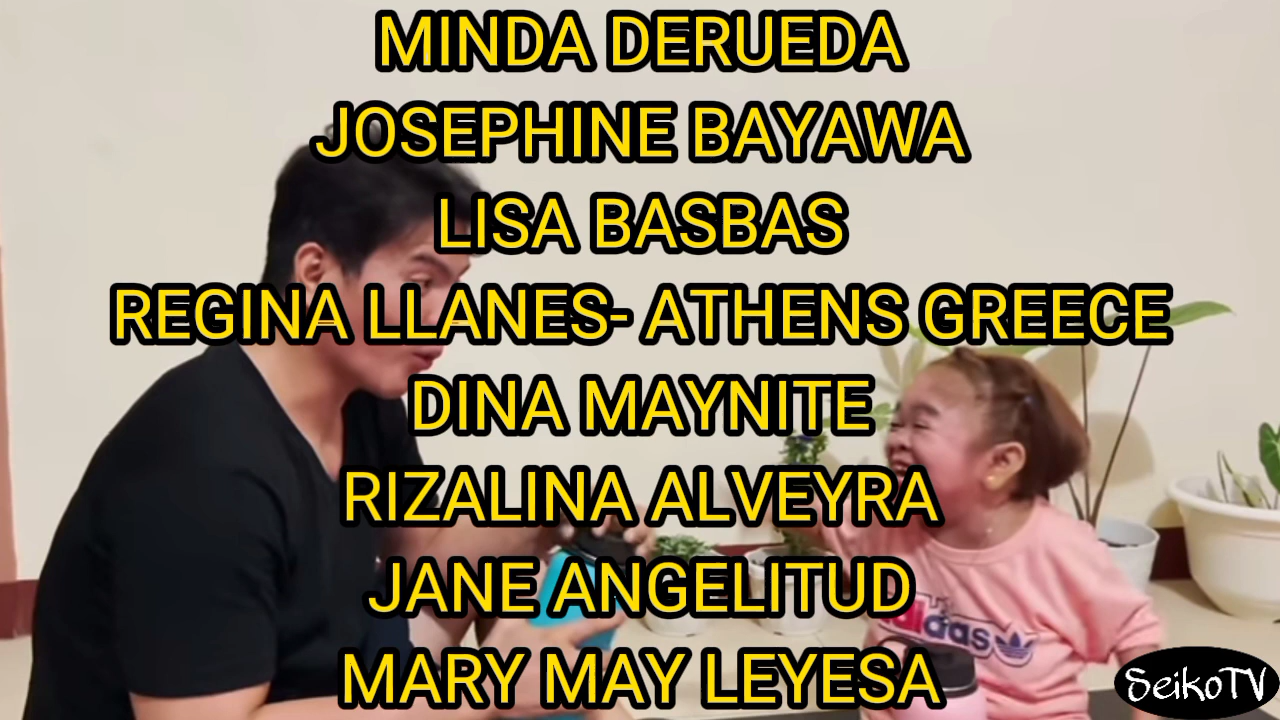 MINDA DERUEDA
JOSEPHINE BAYAWA
LISA BASBAS
REGINA LLANES- ATHENS GREECE
DINA MAYNITE
RIZALINA ALVEYRA
JANE ANGELITUD
adidas
MARY MAY LEYESA
SeikoTV